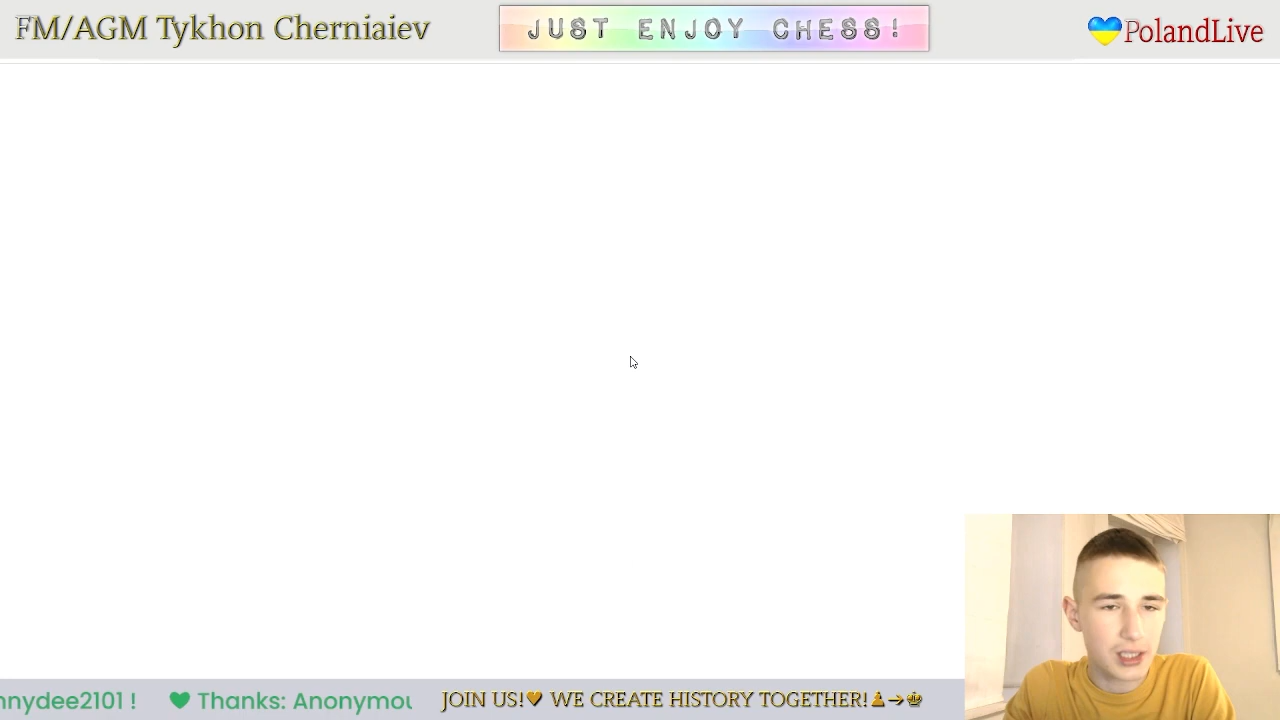 FM/AGM Tykhon Cherniaiev
JUST ENJOY CHESS!
PolandLive
nnydee2101 !
Thanks: Anonymou
JOIN US! WE CREATE HISTORY TOGETHER!